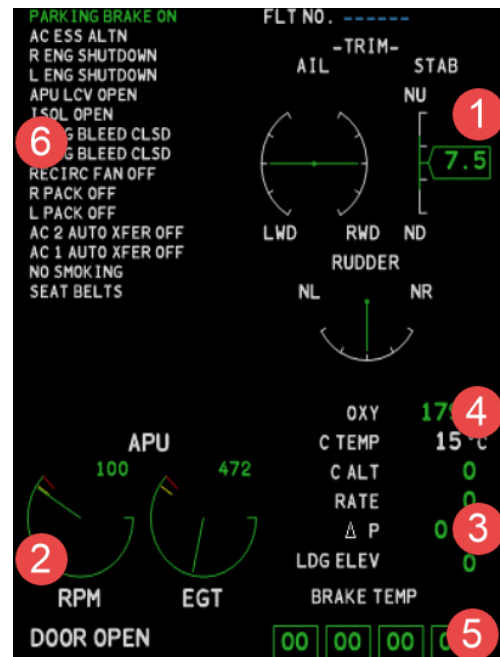 PARKING BRAKE ON
AC ESS ALTN
R ENG SHUTDOWN
L ENG SHUTDOWN
APU LCV OPEN
ISOL OPEN
BLEED CLSD
BLEED CLSD
RECIRC FAN OFF
R PACK OFF
L PACK OFF
AC 2 AUTO XFER OFF
AC 1 AUTO XFER OFF
NO SMOKING
SEAT BELTS
6
FLT NO. ------
-TRIM-
AIL STAB
NU
1
7.5
LWD RWD ND
RUDDER
NL NR
OXY
4
C TEMP 15 °C
C ALT 0
RATE 0
Δ P
3
LDG ELEV 0
APU
100 472
2
RPM EGT
BRAKE TEMP
DOOR OPEN
00 00 00
5